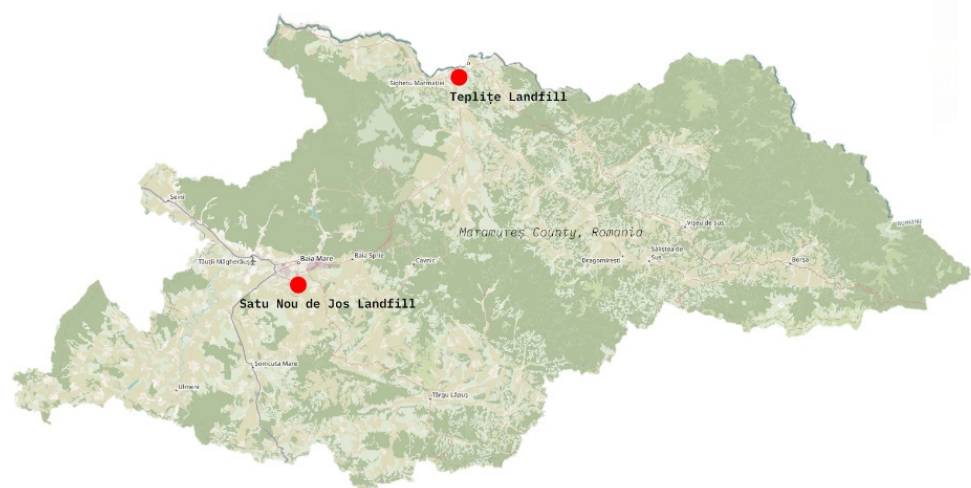 Sighetu Marmației
Teplițe Landfill
Seini
Maramureș County, Romania
Vișeu de Sus
Săliștea de
Sus
Dragomirești
Borșa
Tăuții Măgherăuș
Baia Mare
Baia Sprie
Cavnic
Satu Nou de Jos Landfill
Șomcuta Mare
Ulmeni
Târgu Lăpuș